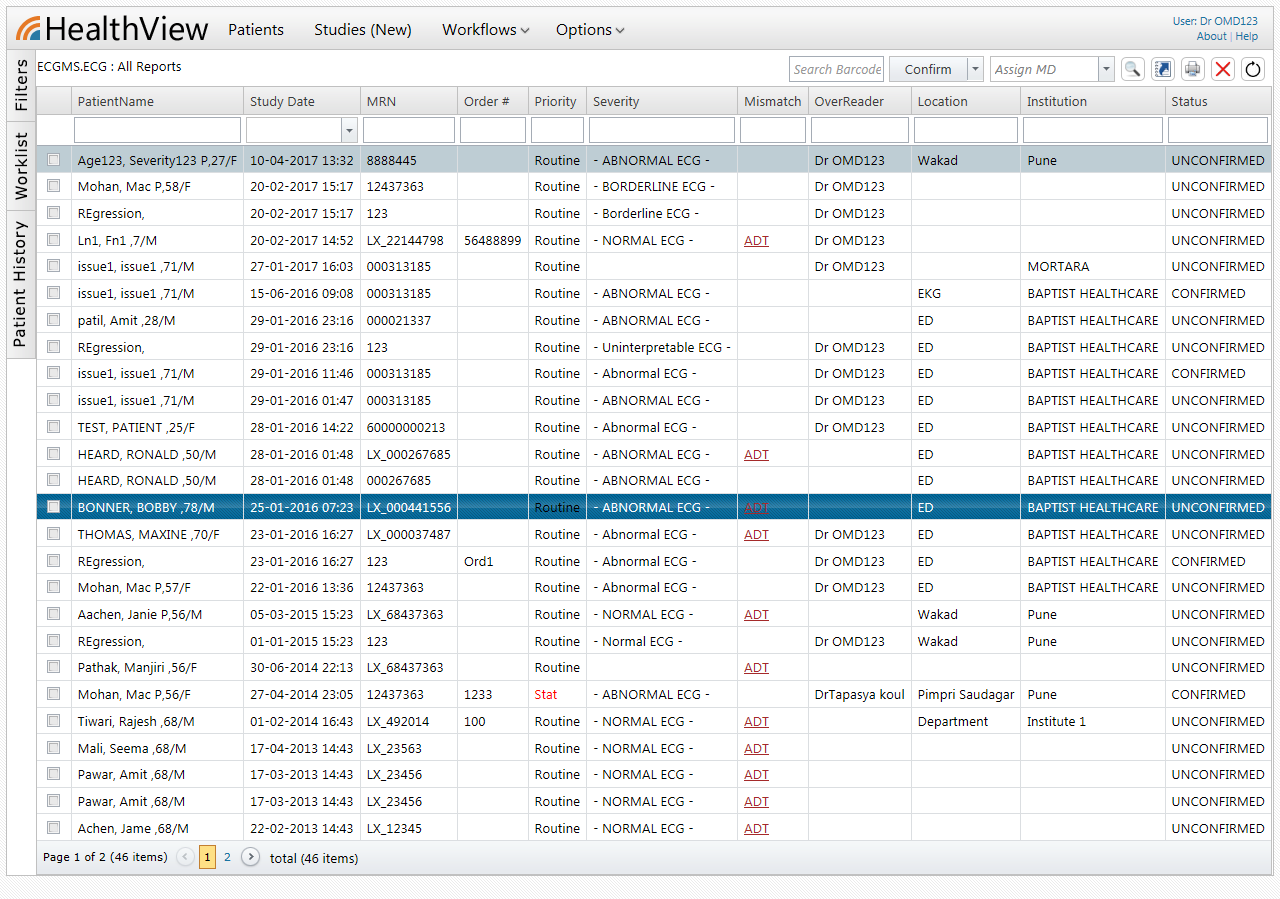 HealthView Patients Studies (New) Workflows Options User: Dr OMD123
About | Help
Filters
Worklist
Patient History
ECGMS.ECG : All Reports Search Barcode Confirm Assign MD
PatientName Study Date MRN Order # Priority Severity Mismatch OverReader Location Institution Status
Age123, Severity123 P,27/F 10-04-2017 13:32 8888445 Routine - ABNORMAL ECG - Dr OMD123 Wakad Pune UNCONFIRMED
Mohan, Mac P,58/F 20-02-2017 15:17 12437363 Routine - BORDERLINE ECG - Dr OMD123 UNCONFIRMED
REgression, 20-02-2017 15:17 123 Routine - Borderline ECG - Dr OMD123 UNCONFIRMED
Ln1, Fn1 ,7/M 20-02-2017 14:52 LX_22144798 56488899 Routine - NORMAL ECG - ADT Dr OMD123 UNCONFIRMED
issue1, issue1 ,71/M 27-01-2017 16:03 000313185 Routine Dr OMD123 MORTARA UNCONFIRMED
issue1, issue1 ,71/M 15-06-2016 09:08 000313185 Routine - ABNORMAL ECG - EKG BAPTIST HEALTHCARE CONFIRMED
patil, Amit ,28/M 29-01-2016 23:16 000021337 Routine - ABNORMAL ECG - ED BAPTIST HEALTHCARE UNCONFIRMED
REgression, 29-01-2016 23:16 123 Routine - Uninterpretable ECG - Dr OMD123 ED BAPTIST HEALTHCARE UNCONFIRMED
issue1, issue1 ,71/M 29-01-2016 11:46 000313185 Routine - Abnormal ECG - Dr OMD123 ED BAPTIST HEALTHCARE CONFIRMED
issue1, issue1 ,71/M 29-01-2016 01:47 000313185 Routine - ABNORMAL ECG - Dr OMD123 ED BAPTIST HEALTHCARE UNCONFIRMED
TEST, PATIENT ,25/F 28-01-2016 14:22 60000000213 Routine - Abnormal ECG - Dr OMD123 ED BAPTIST HEALTHCARE UNCONFIRMED
HEARD, RONALD ,50/M 28-01-2016 01:48 LX_000267685 Routine - ABNORMAL ECG - ADT ED BAPTIST HEALTHCARE UNCONFIRMED
HEARD, RONALD ,50/M 28-01-2016 01:48 000267685 Routine - ABNORMAL ECG - ED BAPTIST HEALTHCARE UNCONFIRMED
BONNER, BOBBY ,78/M 25-01-2016 07:23 LX_000441556 Routine - ABNORMAL ECG - ADT ED BAPTIST HEALTHCARE UNCONFIRMED
THOMAS, MAXINE ,70/F 23-01-2016 16:27 LX_000037487 Routine - Abnormal ECG - ADT Dr OMD123 ED BAPTIST HEALTHCARE UNCONFIRMED
REgression, 23-01-2016 16:27 123 Ord1 Routine - Abnormal ECG - Dr OMD123 ED BAPTIST HEALTHCARE CONFIRMED
Mohan, Mac P,57/F 22-01-2016 13:36 12437363 Routine - Abnormal ECG - Dr OMD123 ED BAPTIST HEALTHCARE UNCONFIRMED
Aachen, Janie P,56/M 05-03-2015 15:23 LX_68437363 Routine - NORMAL ECG - ADT Wakad Pune UNCONFIRMED
REgression, 01-01-2015 15:23 123 Routine - Normal ECG - Dr OMD123 Wakad Pune UNCONFIRMED
Pathak, Manjiri ,56/F 30-06-2014 22:13 LX_68437363 Routine ADT UNCONFIRMED
Mohan, Mac P,56/F 27-04-2014 23:05 12437363 1233 Stat - ABNORMAL ECG - DrTapasya koul Pimpri Saudagar Pune CONFIRMED
Tiwari, Rajesh ,68/M 01-02-2014 16:43 LX_492014 100 Routine - NORMAL ECG - ADT Department Institute 1 UNCONFIRMED
Mali, Seema ,68/M 17-04-2013 14:43 LX_23563 Routine - NORMAL ECG - ADT UNCONFIRMED
Pawar, Amit ,68/M 17-03-2013 14:43 LX_23456 Routine - NORMAL ECG - ADT UNCONFIRMED
Pawar, Amit ,68/M 17-03-2013 14:43 LX_23456 Routine - NORMAL ECG - ADT UNCONFIRMED
Achen, Jame ,68/M 22-02-2013 14:43 LX_12345 Routine - NORMAL ECG - ADT UNCONFIRMED
Page 1 of 2 (46 items) 1 2 total (46 items)